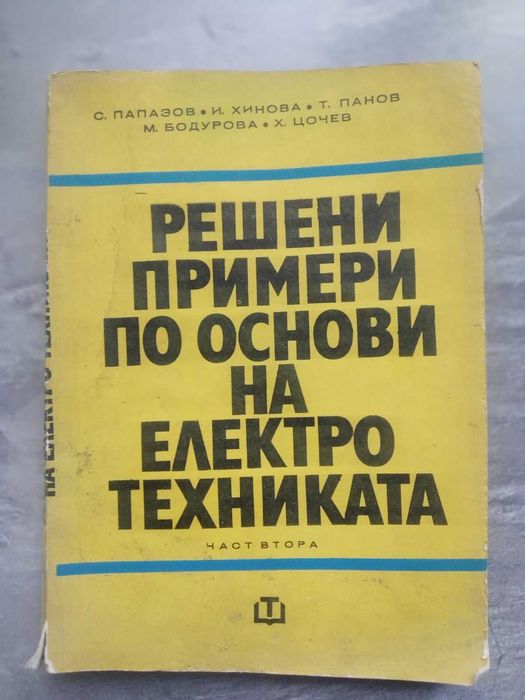 С. ПАПАЗОВ • И. ХИНОВА • Т. ПАНОВ
М. БОДУРОВА • Х. ЦОЧЕВ
РЕШЕНИ
ПРИМЕРИ
ПО ОСНОВИ
НА
ЕЛЕКТРО
ТЕХНИКАТА
ЧАСТ ВТОРА
Т